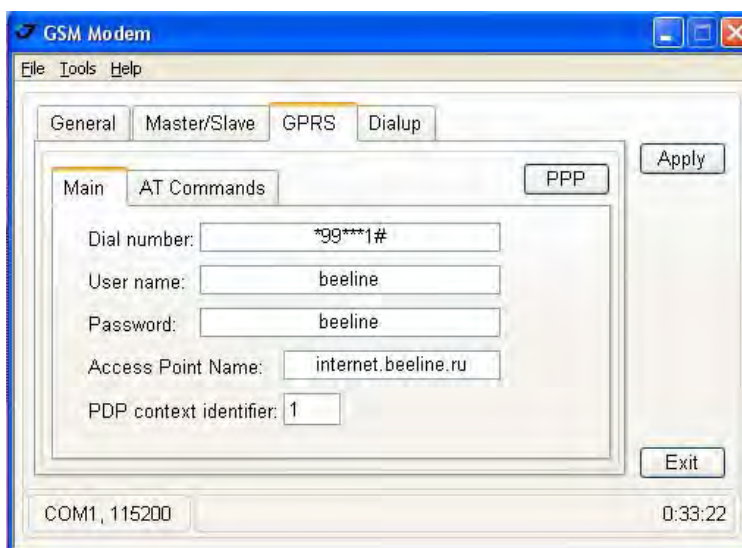 GSM Modem
File Tools Help
General Master/Slave GPRS Dialup
Apply
Main AT Commands PPP
Dial number: *99***1#
User name: beeline
Password: beeline
Access Point Name: internet.beeline.ru
PDP context identifier: 1
Exit
COM1, 115200 0:33:22